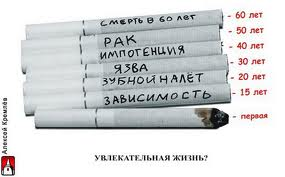 СМЕРТЬ В 60 ЛЕТ - 60 лет
РАК - 50 лет
ИМПОТЕНЦИЯ - 40 лет
ЯЗВА - 30 лет
ЗУБНОЙ НАЛЁТ - 20 лет
ЗАВИСИМОСТЬ - 15 лет
- первая
УВЛЕКАТЕЛЬНАЯ ЖИЗНЬ?
Алексей Кремлёв